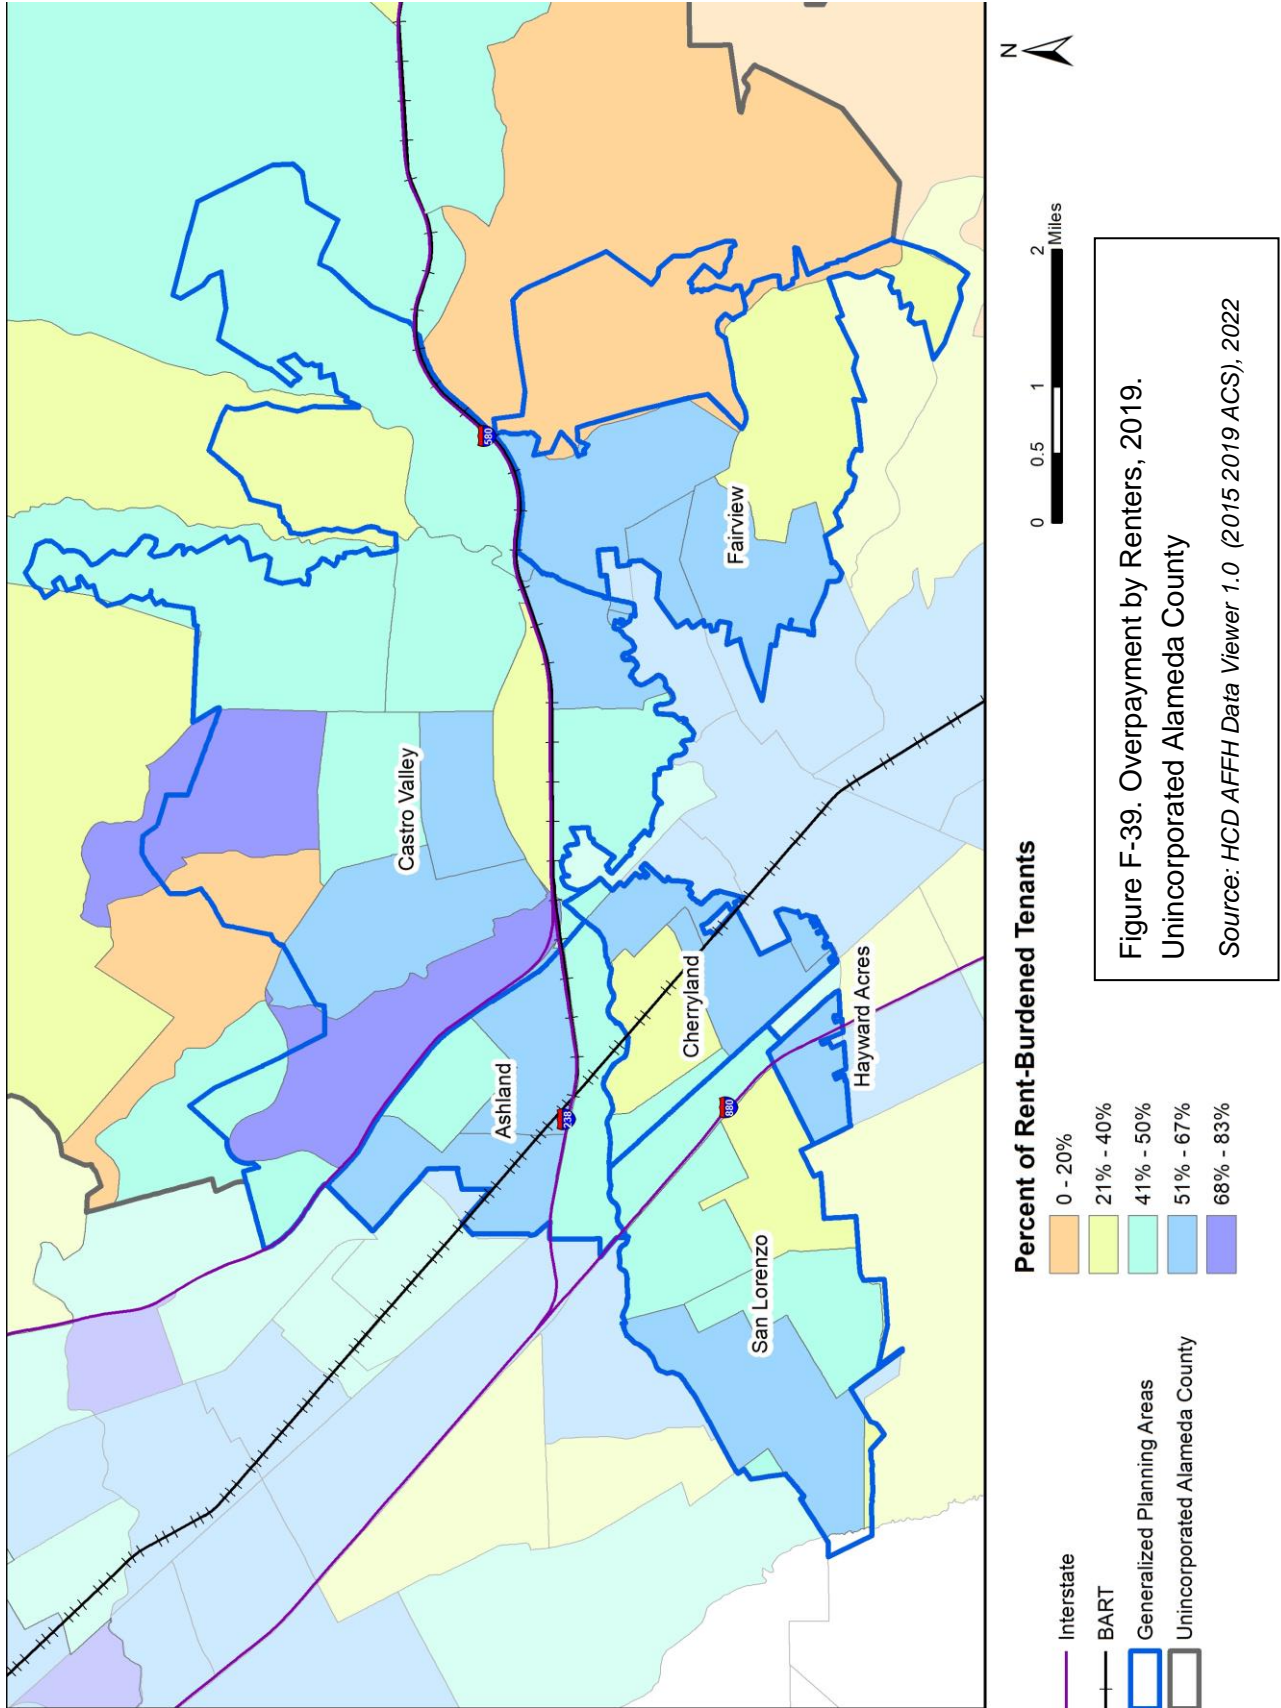 Castro Valley
Ashland
Fairview
Cherryland
San Lorenzo
Hayward Acres
580
238
880
N
0 0.5 1 2
Miles
Interstate
BART
Generalized Planning Areas
Unincorporated Alameda County
Percent of Rent-Burdened Tenants
0 - 20%
21% - 40%
41% - 50%
51% - 67%
68% - 83%
Figure F-39. Overpayment by Renters, 2019.
Unincorporated Alameda County
Source: HCD AFFH Data Viewer 1.0 (2015 2019 ACS), 2022